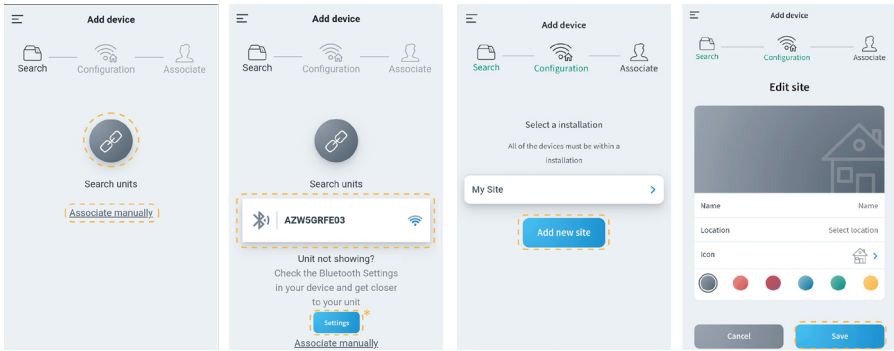 Add device
Search
Configuration
Associate
Search units
Associate manually
Add device
Search
Configuration
Associate
Search units
AZW5GRFE03
Unit not showing?
Check the Bluetooth Settings
in your device and get closer
to your unit
Settings
*
Associate manually
Add device
Search
Configuration
Associate
Select a installation
All of the devices must be within a
installation
My Site
Add new site
Add device
Search
Configuration
Associate
Edit site
Name Name
Location Select location
Icon
Cancel
Save